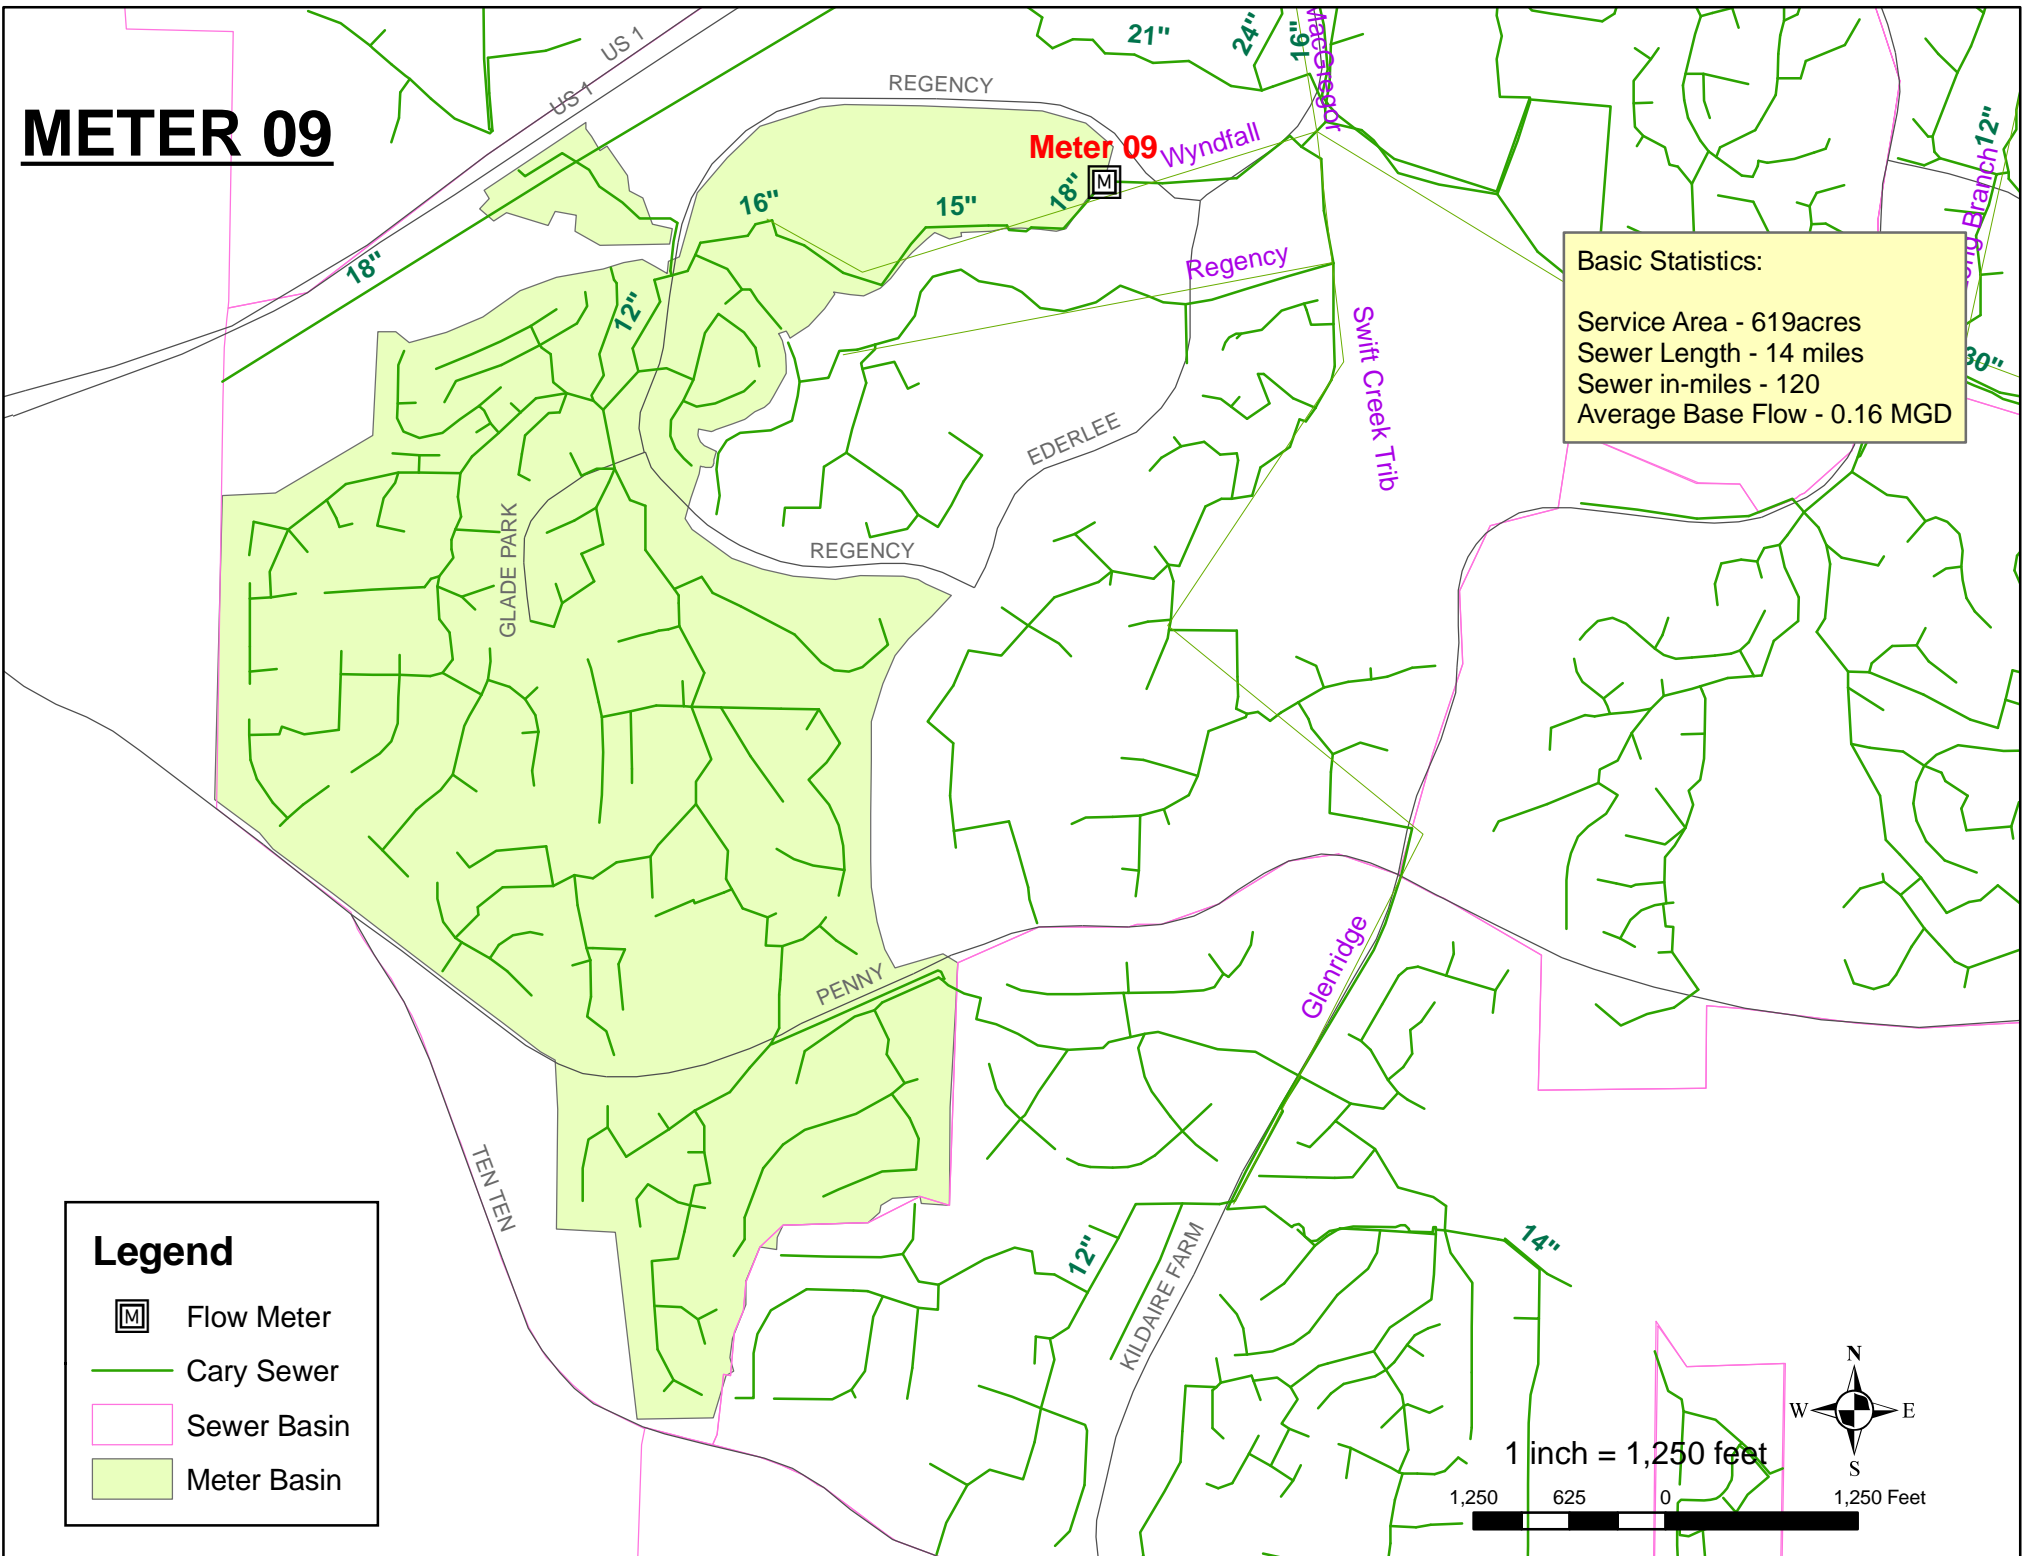 METER 09
US 1
US 1
REGENCY
21"
24"
16"
MacGregor
12"
Meter 09
Wyndfall
M
18"
16"
15"
18"
12"
Regency
Swift Creek Trib
Branch
30"
Basic Statistics:
Service Area - 619acres
Sewer Length - 14 miles
Sewer in-miles - 120
Average Base Flow - 0.16 MGD
EDERLEE
REGENCY
GLADE PARK
PENNY
Glenridge
TEN TEN
KILDAIRE FARM
12"
14"
Legend
M Flow Meter
Cary Sewer
Sewer Basin
Meter Basin
N
W E
S
1 inch = 1,250 feet
1,250 625 0 1,250 Feet